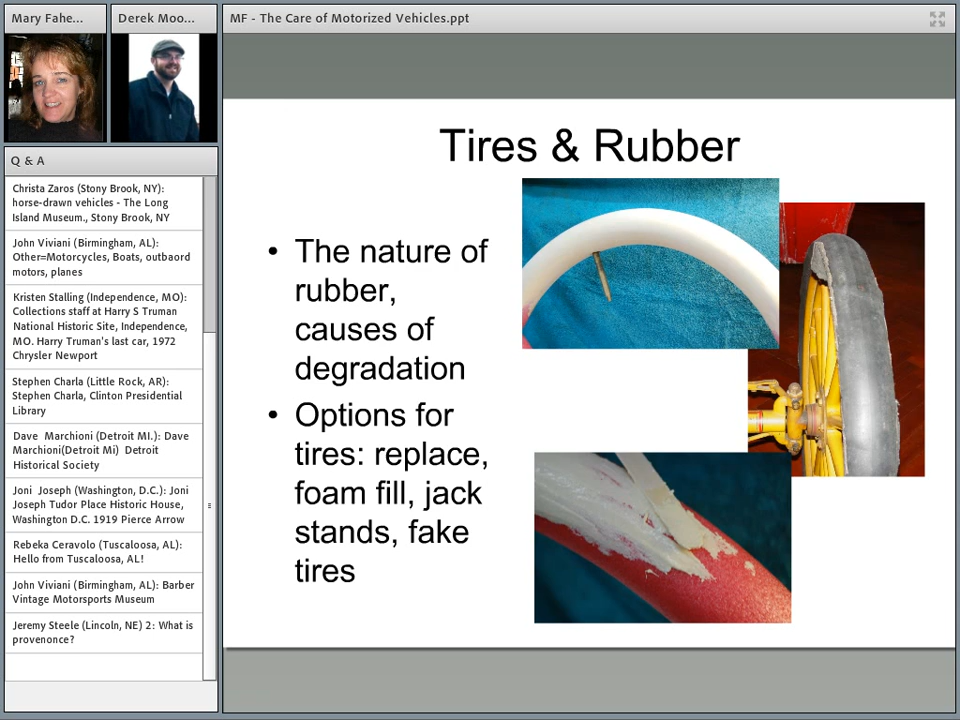 Mary Fahe...
Derek Moo...
MF - The Care of Motorized Vehicles.ppt
Q & A
Christa Zaros (Stony Brook, NY):
horse-drawn vehicles - The Long
Island Museum., Stony Brook, NY
John Viviani (Birmingham, AL):
Other=Motorcycles, Boats, outbaord
motors, planes
Kristen Stalling (Independence, MO):
Collections staff at Harry S Truman
National Historic Site, Independence,
MO. Harry Truman's last car, 1972
Chrysler Newport
Stephen Charla (Little Rock, AR):
Stephen Charla, Clinton Presidential
Library
Dave Marchioni (Detroit MI.): Dave
Marchioni(Detroit Mi) Detroit
Historical Society
Joni Joseph (Washington, D.C.): Joni
Joseph Tudor Place Historic House,
Washington D.C. 1919 Pierce Arrow
Rebeka Ceravolo (Tuscaloosa, AL):
Hello from Tuscaloosa, AL!
John Viviani (Birmingham, AL): Barber
Vintage Motorsports Museum
Jeremy Steele (Lincoln, NE) 2: What is
provenonce?
Tires & Rubber
• The nature of
rubber,
causes of
degradation
• Options for
tires: replace,
foam fill, jack
stands, fake
tires